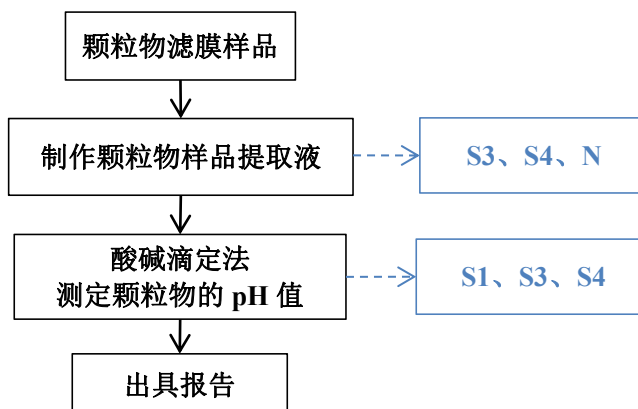 颗粒物滤膜样品
制作颗粒物样品提取液
S3、S4、N
酸碱滴定法
测定颗粒物的 pH 值
S1、S3、S4
出具报告